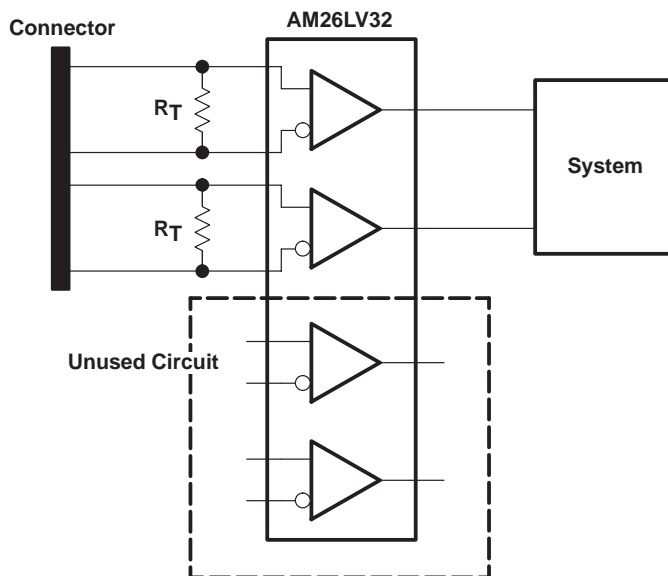 AM26LV32
Connector
RT
System
RT
Unused Circuit